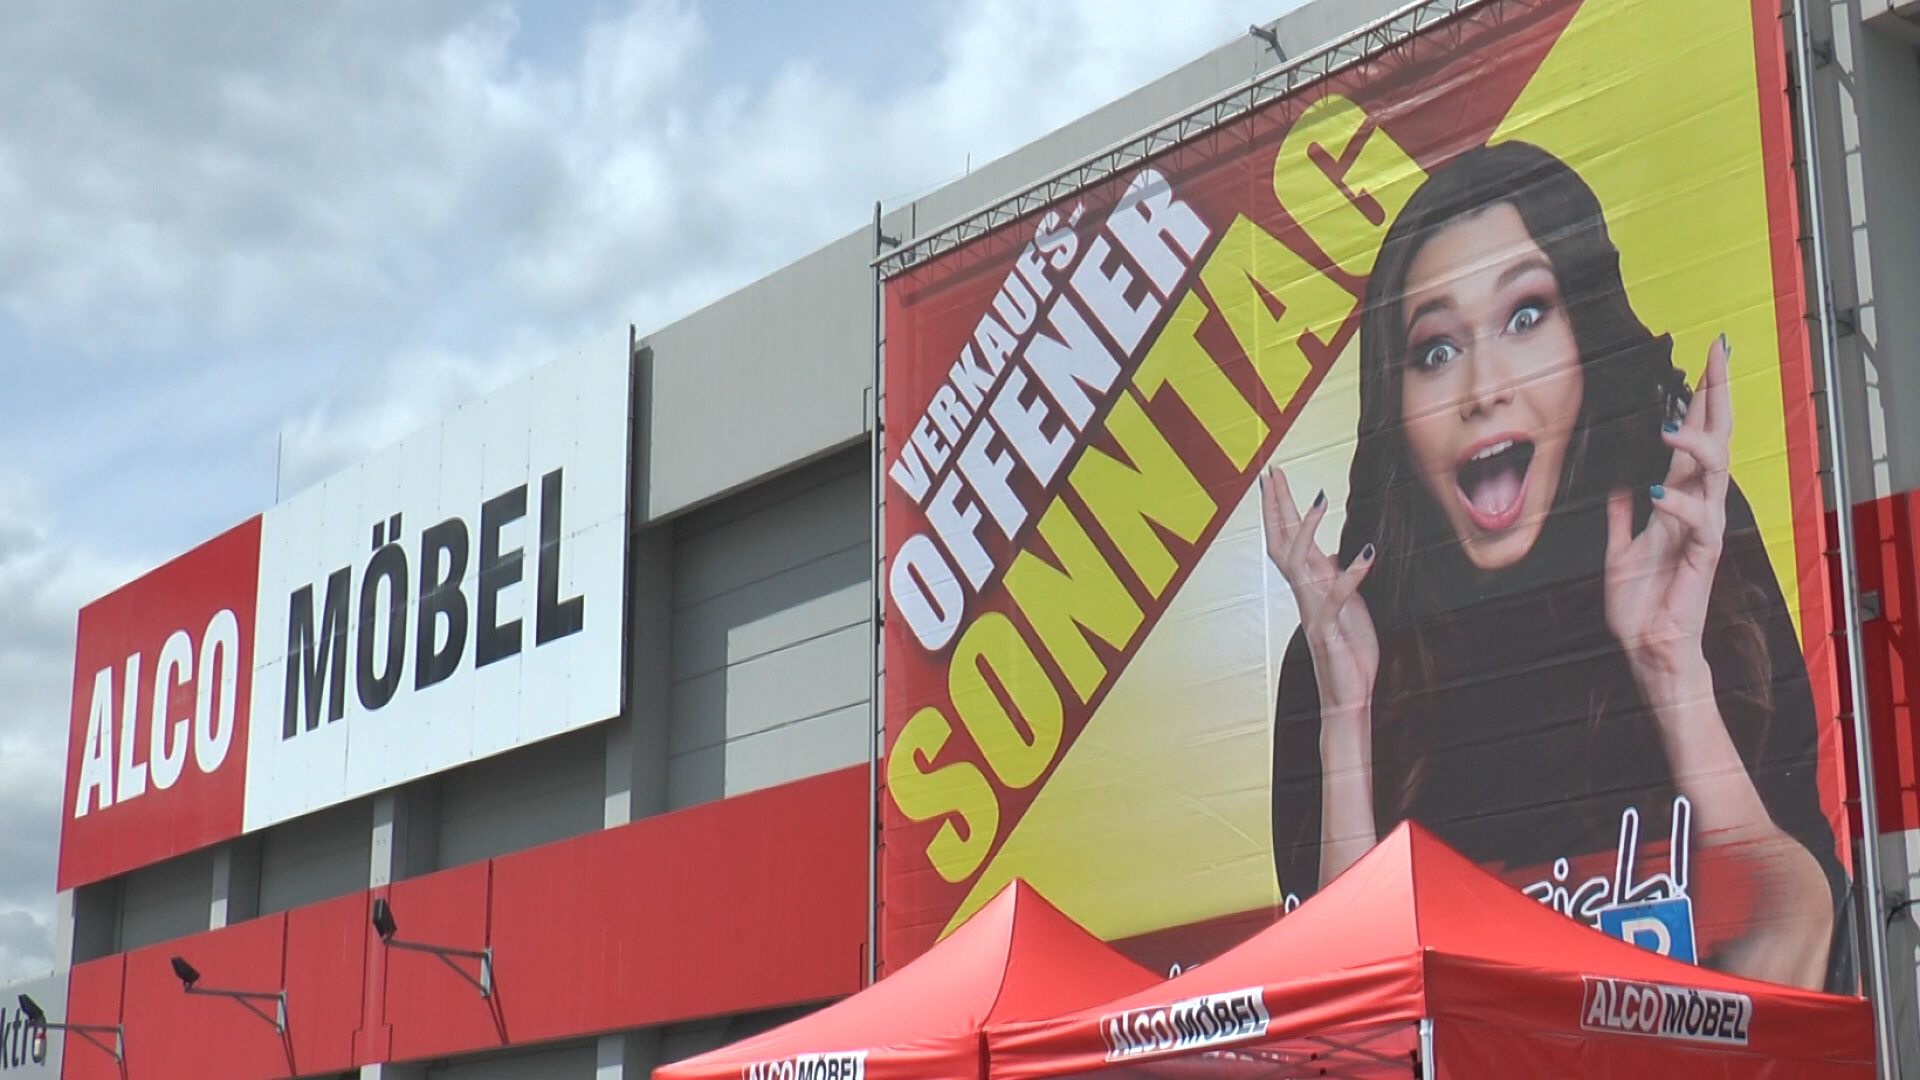 ALCO MÖBEL
VERKAUFS-
OFFENER
SONNTAG
P
ALCO MÖBEL
ALCO MÖBEL
ALCO MÖBEL